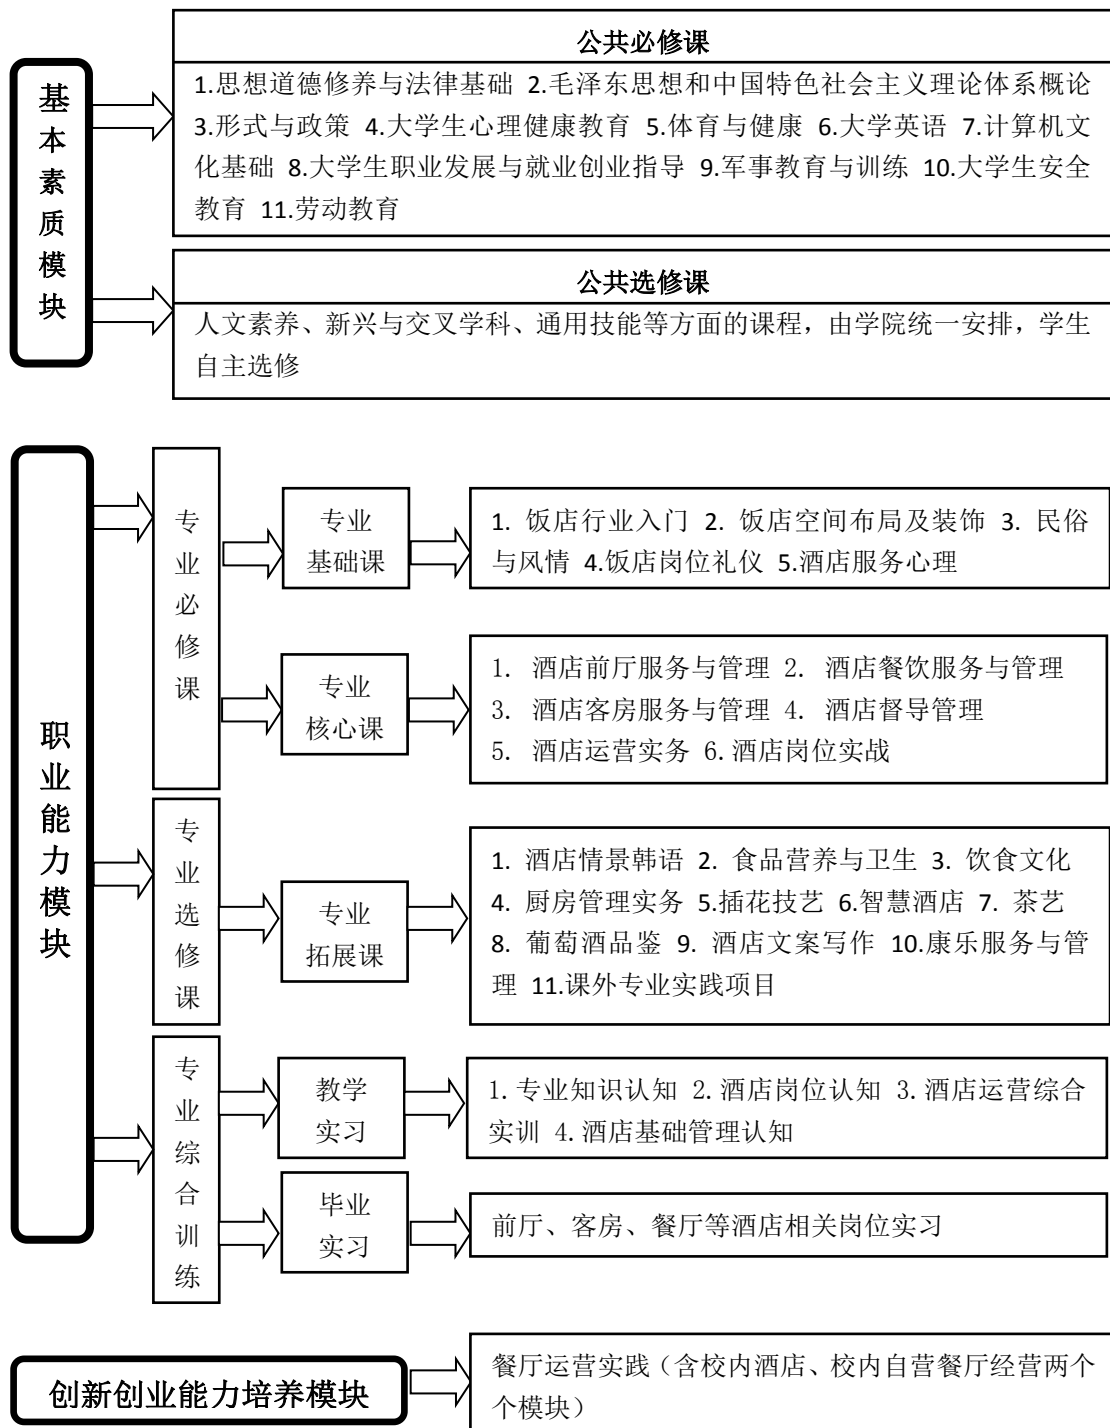 基本素质模块
公共必修课
1.思想道德修养与法律基础 2.毛泽东思想和中国特色社会主义理论体系概论
3.形式与政策 4.大学生心理健康教育 5.体育与健康 6.大学英语 7.计算机文
化基础 8.大学生职业发展与就业创业指导 9.军事教育与训练 10.大学生安全
教育 11.劳动教育
公共选修课
人文素养、新兴与交叉学科、通用技能等方面的课程，由学院统一安排，学生
自主选修
职业能力模块
专业必修课
专业
基础课
1. 饭店行业入门 2. 饭店空间布局及装饰 3. 民俗
与风情 4.饭店岗位礼仪 5.酒店服务心理
专业
核心课
1. 酒店前厅服务与管理 2. 酒店餐饮服务与管理
3. 酒店客房服务与管理 4. 酒店督导管理
5. 酒店运营实务 6.酒店岗位实战
专业选修课
专业
拓展课
1. 酒店情景韩语 2. 食品营养与卫生 3. 饮食文化
4. 厨房管理实务 5.插花技艺 6.智慧酒店 7. 茶艺
8. 葡萄酒品鉴 9. 酒店文案写作 10.康乐服务与管
理 11.课外专业实践项目
专业综合训练
教学
实习
1.专业知识认知 2.酒店岗位认知 3.酒店运营综合
实训 4.酒店基础管理认知
毕业
实习
前厅、客房、餐厅等酒店相关岗位实习
创新创业能力培养模块
餐厅运营实践（含校内酒店、校内自营餐厅经营两个
个模块）